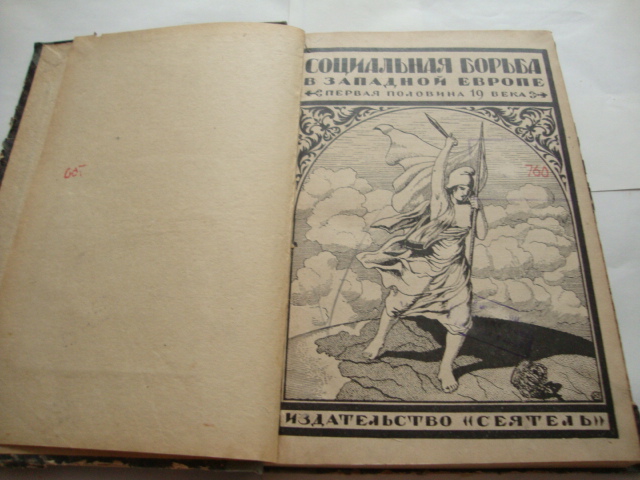 СОЦИАЛЬНАЯ БОРЬБА
В ЗАПАДНОЙ ЕВРОПЕ
ПЕРВАЯ ПОЛОВИНА 19 ВЕКА
760
ИЗДАТЕЛЬСТВО «СЕЯТЕЛЬ»